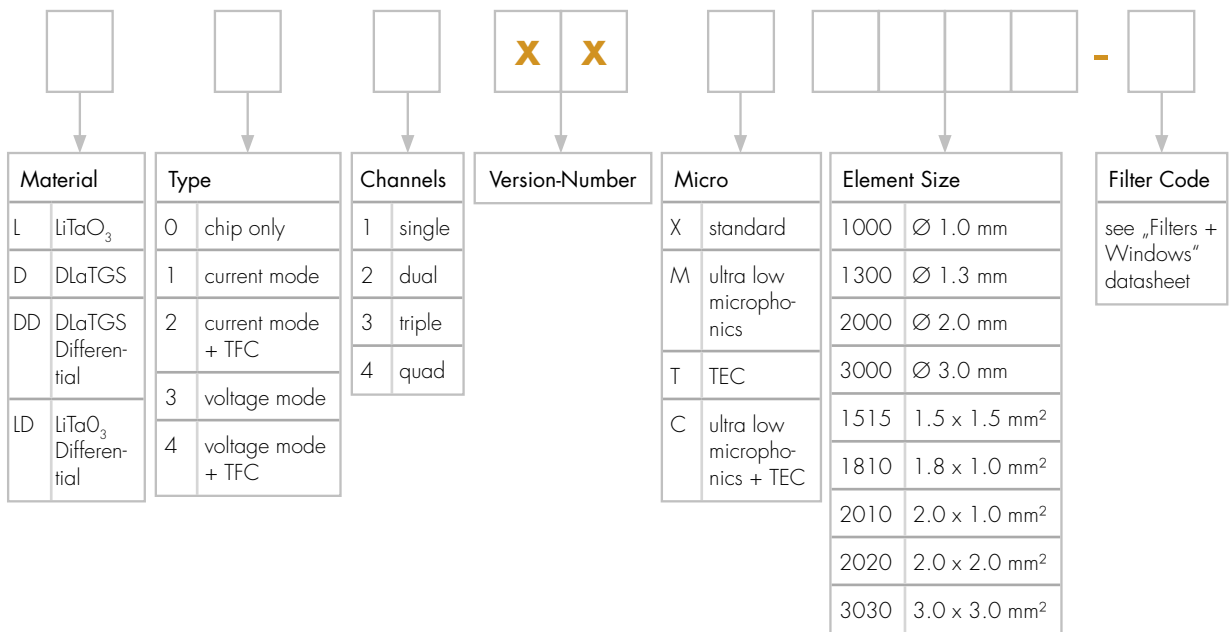 x x -
Material
L LiTaO₃
D DLaTGS
DD DLaTGS
Differen-
tial
LD LiTa0₃
Differen-
tial
Type
0 chip only
1 current mode
2 current mode
+ TFC
3 voltage mode
4 voltage mode
+ TFC
Channels
1 single
2 dual
3 triple
4 quad
Version-Number
Micro
X standard
M ultra low
micropho-
nics
T TEC
C ultra low
micropho-
nics + TEC
Element Size
1000 Ø 1.0 mm
1300 Ø 1.3 mm
2000 Ø 2.0 mm
3000 Ø 3.0 mm
1515 1.5 x 1.5 mm²
1810 1.8 x 1.0 mm²
2010 2.0 x 1.0 mm²
2020 2.0 x 2.0 mm²
3030 3.0 x 3.0 mm²
Filter Code
see „Filters +
Windows“
datasheet